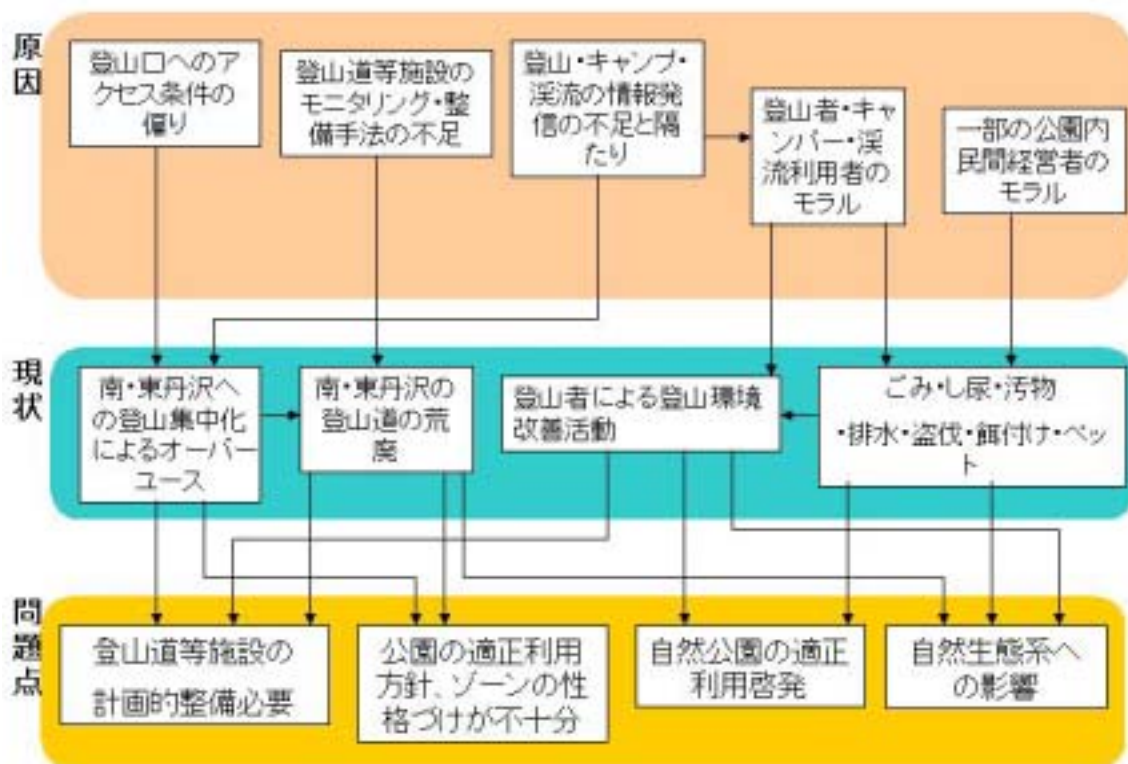 原因
登山口へのア
クセス条件の
偏り
登山道等施設の
モニタリング・整
備手法の不足
登山・キャンプ・
渓流の情報発
信の不足と隔
たり
登山者・キャ
ンパー・渓
流利用者の
モラル
一部の公園内
民間経営者の
モラル
現状
南・東丹沢へ
の登山集中化
によるオーバー
ユース
南・東丹沢の
登山道の荒
廃
登山者による登山環境
改善活動
ごみ・し尿・汚物
・排水・盗伐・餌付け・ペッ
ト
問題点
登山道等施設の
計画的整備必要
公園の適正利用
方針、ゾーンの性
格づけが不十分
自然公園の適正
利用啓発
自然生態系へ
の影響